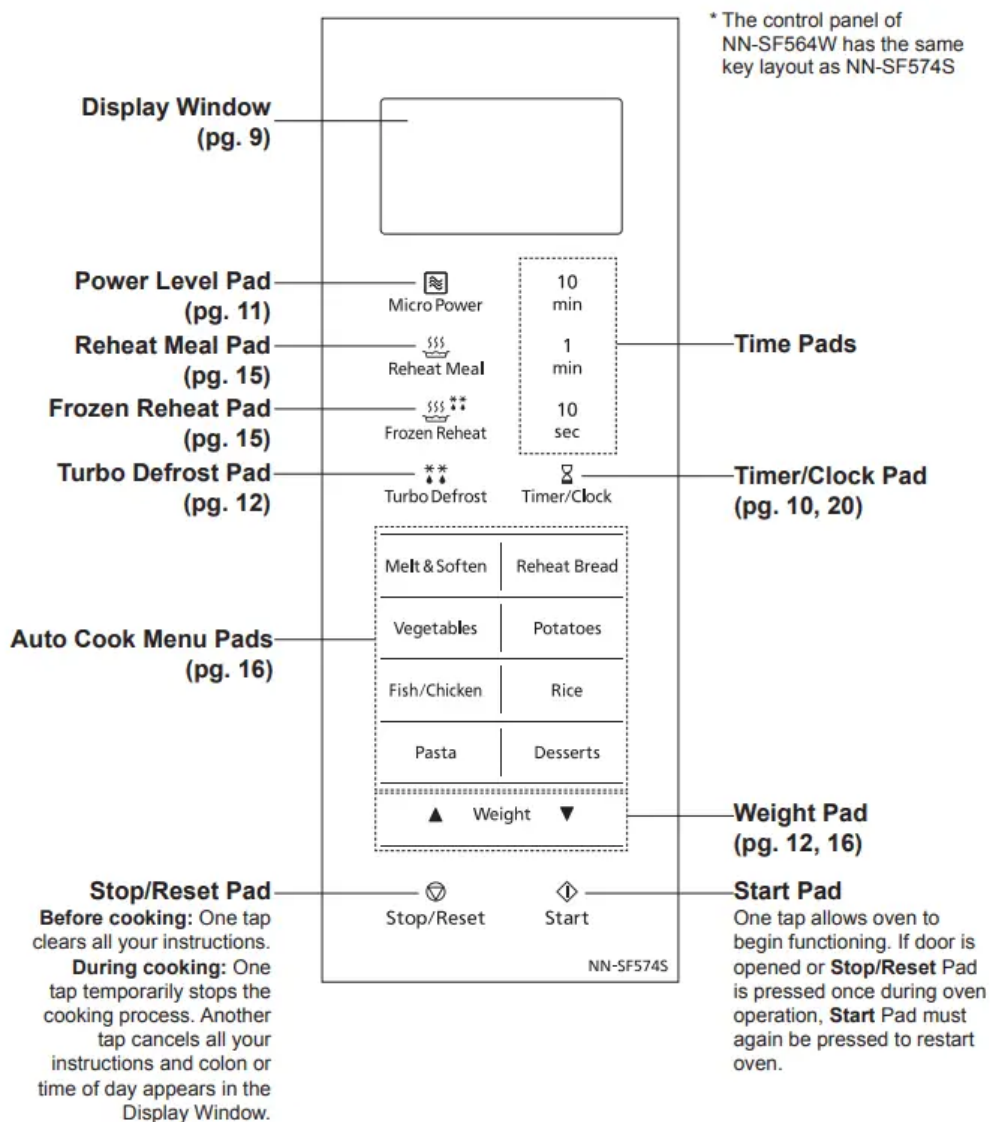 * The control panel of
NN-SF564W has the same
key layout as NN-SF574S
Display Window
(pg. 9)
Power Level Pad
(pg. 11)
Micro Power
10
min
Reheat Meal Pad
(pg. 15)
Reheat Meal
1
min
Time Pads
Frozen Reheat Pad
(pg. 15)
Frozen Reheat
10
sec
Turbo Defrost Pad
(pg. 12)
Turbo Defrost
Timer/Clock
Timer/Clock Pad
(pg. 10, 20)
Melt & Soften
Reheat Bread
Auto Cook Menu Pads
(pg. 16)
Vegetables
Potatoes
Fish/Chicken
Rice
Pasta
Desserts
▲ Weight ▼
Weight Pad
(pg. 12, 16)
Stop/Reset Pad
Before cooking: One tap
clears all your instructions.
During cooking: One
tap temporarily stops the
cooking process. Another
tap cancels all your
instructions and colon or
time of day appears in the
Display Window.
Stop/Reset
Start
NN-SF574S
Start Pad
One tap allows oven to
begin functioning. If door is
opened or Stop/Reset Pad
is pressed once during oven
operation, Start Pad must
again be pressed to restart
oven.